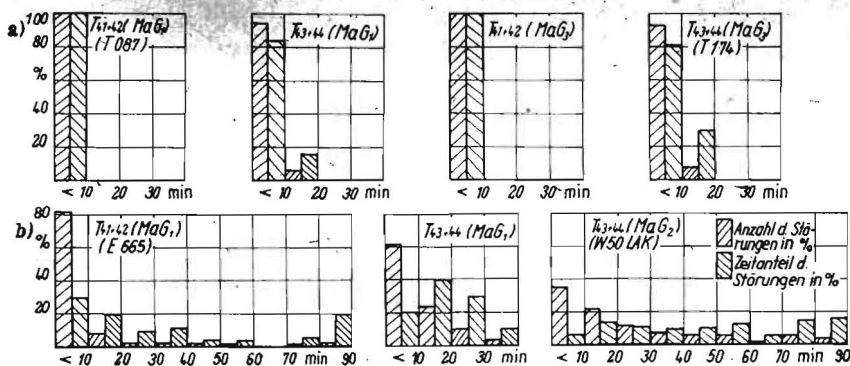 a)
100
80
%
40
20
T41+42 (MaG1)
(T 087)
< 10 20 30 min
T43+44 (MaG1)
< 10 20 30 min
T41+42 (MaG3)
< 10 20 30 min
T43+44 (MaG3)
(T 174)
< 10 20 30 min
b)
80
%
40
20
T41+42 (MaG1)
(E 665)
< 10 20 30 40 50 60 70 min 90
T43+44 (MaG1)
< 10 20 30 min
T43+44 (MaG2)
(W50 LAK)
< 10 20 30 40 50 60 70 min 90
Anzahl d. Stö-
rungen in %
Zeitanteil d.
Störungen in %